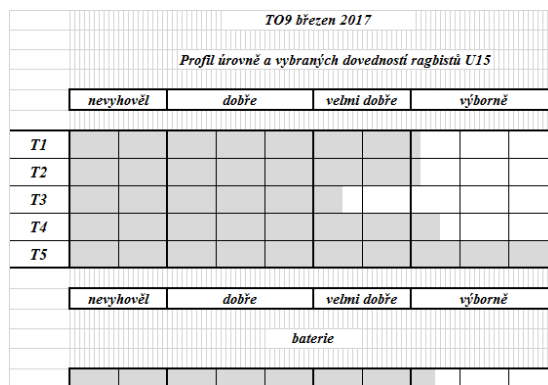 TO9 březen 2017
Profil úrovně a vybraných dovedností ragbistů U15
nevyhověl dobře velmi dobře výborně
T1
T2
T3
T4
T5
nevyhověl dobře velmi dobře výborně
baterie